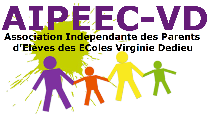 AIPEEC-VD
Association Indépendante des Parents
d'Elèves des EColes Virginie Dedieu